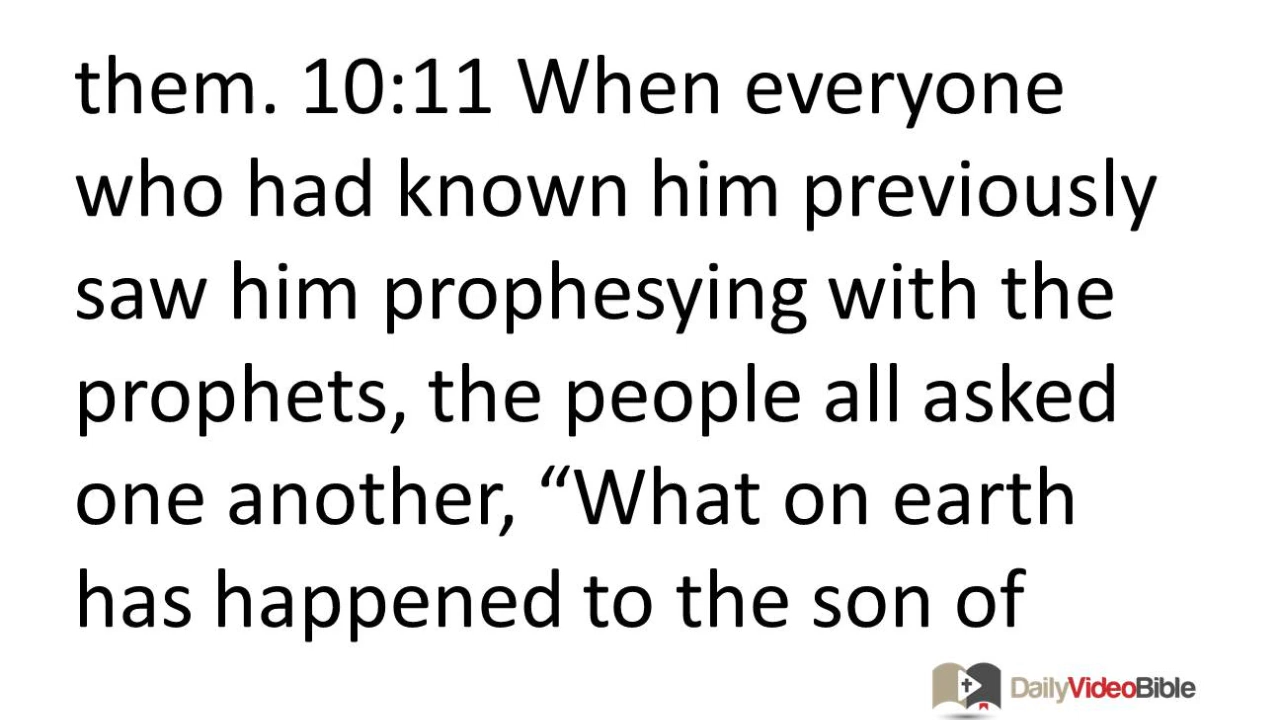 them. 10:11 When everyone
who had known him previously
saw him prophesying with the
prophets, the people all asked
one another, “What on earth
has happened to the son of
DailyVideoBible